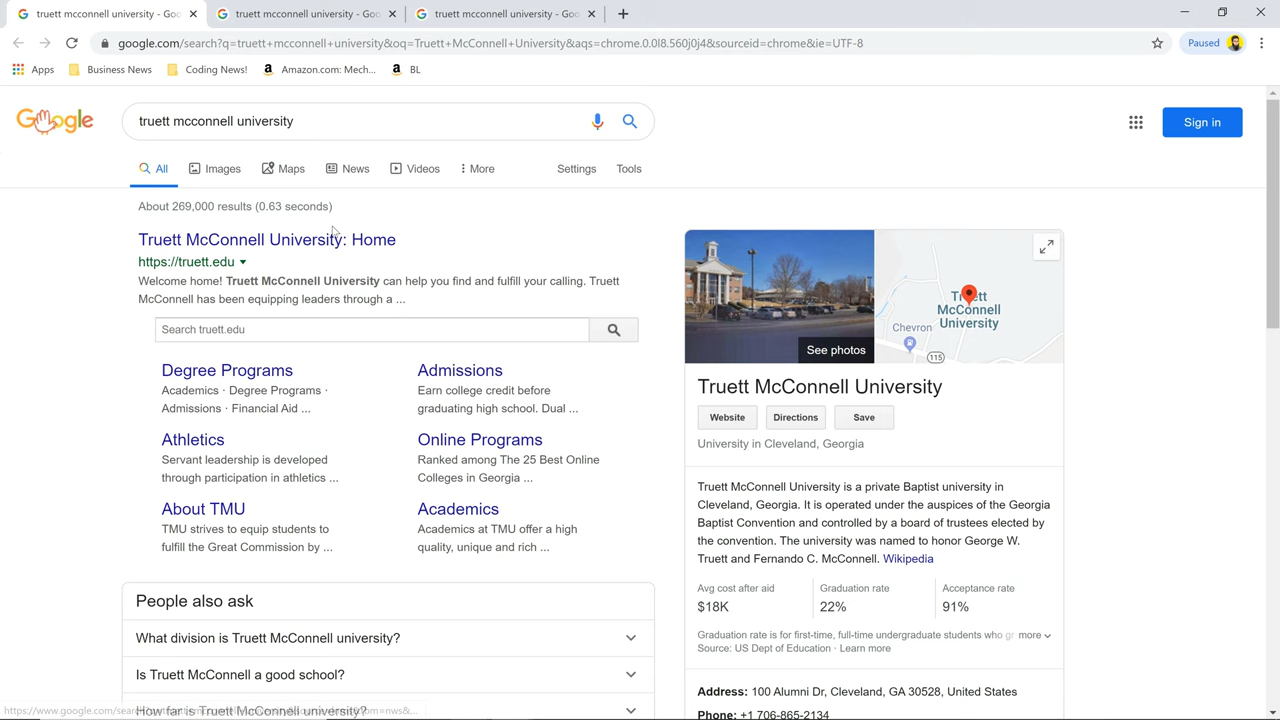 truett mcconnell university - Goo
truett mcconnell university - Goo
truett mcconnell university - Goo
google.com/search?q=truett+mcconnell+university&oq=Truett+McConnell+University&aqs=chrome.0.0l8.560j0j4&sourceid=chrome&ie=UTF-8
Paused
Apps
Business News
Coding News!
Amazon.com: Mech...
BL
Google
truett mcconnell university
Sign in
All
Images
Maps
News
Videos
More
Settings
Tools
About 269,000 results (0.63 seconds)
Truett McConnell University: Home
https://truett.edu
Welcome home! Truett McConnell University can help you find and fulfill your calling. Truett
McConnell has been equipping leaders through a ...
Search truett.edu
Degree Programs
Academics · Degree Programs ·
Admissions · Financial Aid ...
Admissions
Earn college credit before
graduating high school. Dual ...
Athletics
Servant leadership is developed
through participation in athletics ...
Online Programs
Ranked among The 25 Best Online
Colleges in Georgia ...
About TMU
TMU strives to equip students to
fulfill the Great Commission by ...
Academics
Academics at TMU offer a high
quality, unique and rich ...
People also ask
What division is Truett McConnell university?
Is Truett McConnell a good school?
How far is Truett McConnell university?
See photos
Truett
McConnell
University
Chevron
115
Truett McConnell University
Website
Directions
Save
University in Cleveland, Georgia
Truett McConnell University is a private Baptist university in
Cleveland, Georgia. It is operated under the auspices of the Georgia
Baptist Convention and controlled by a board of trustees elected by
the convention. The university was named to honor George W.
Truett and Fernando C. McConnell. Wikipedia
Avg cost after aid
$18K
Graduation rate
22%
Acceptance rate
91%
Graduation rate is for first-time, full-time undergraduate students who gr more
Source: US Dept of Education · Learn more
Address: 100 Alumni Dr, Cleveland, GA 30528, United States
Phone: +1 706-865-2134